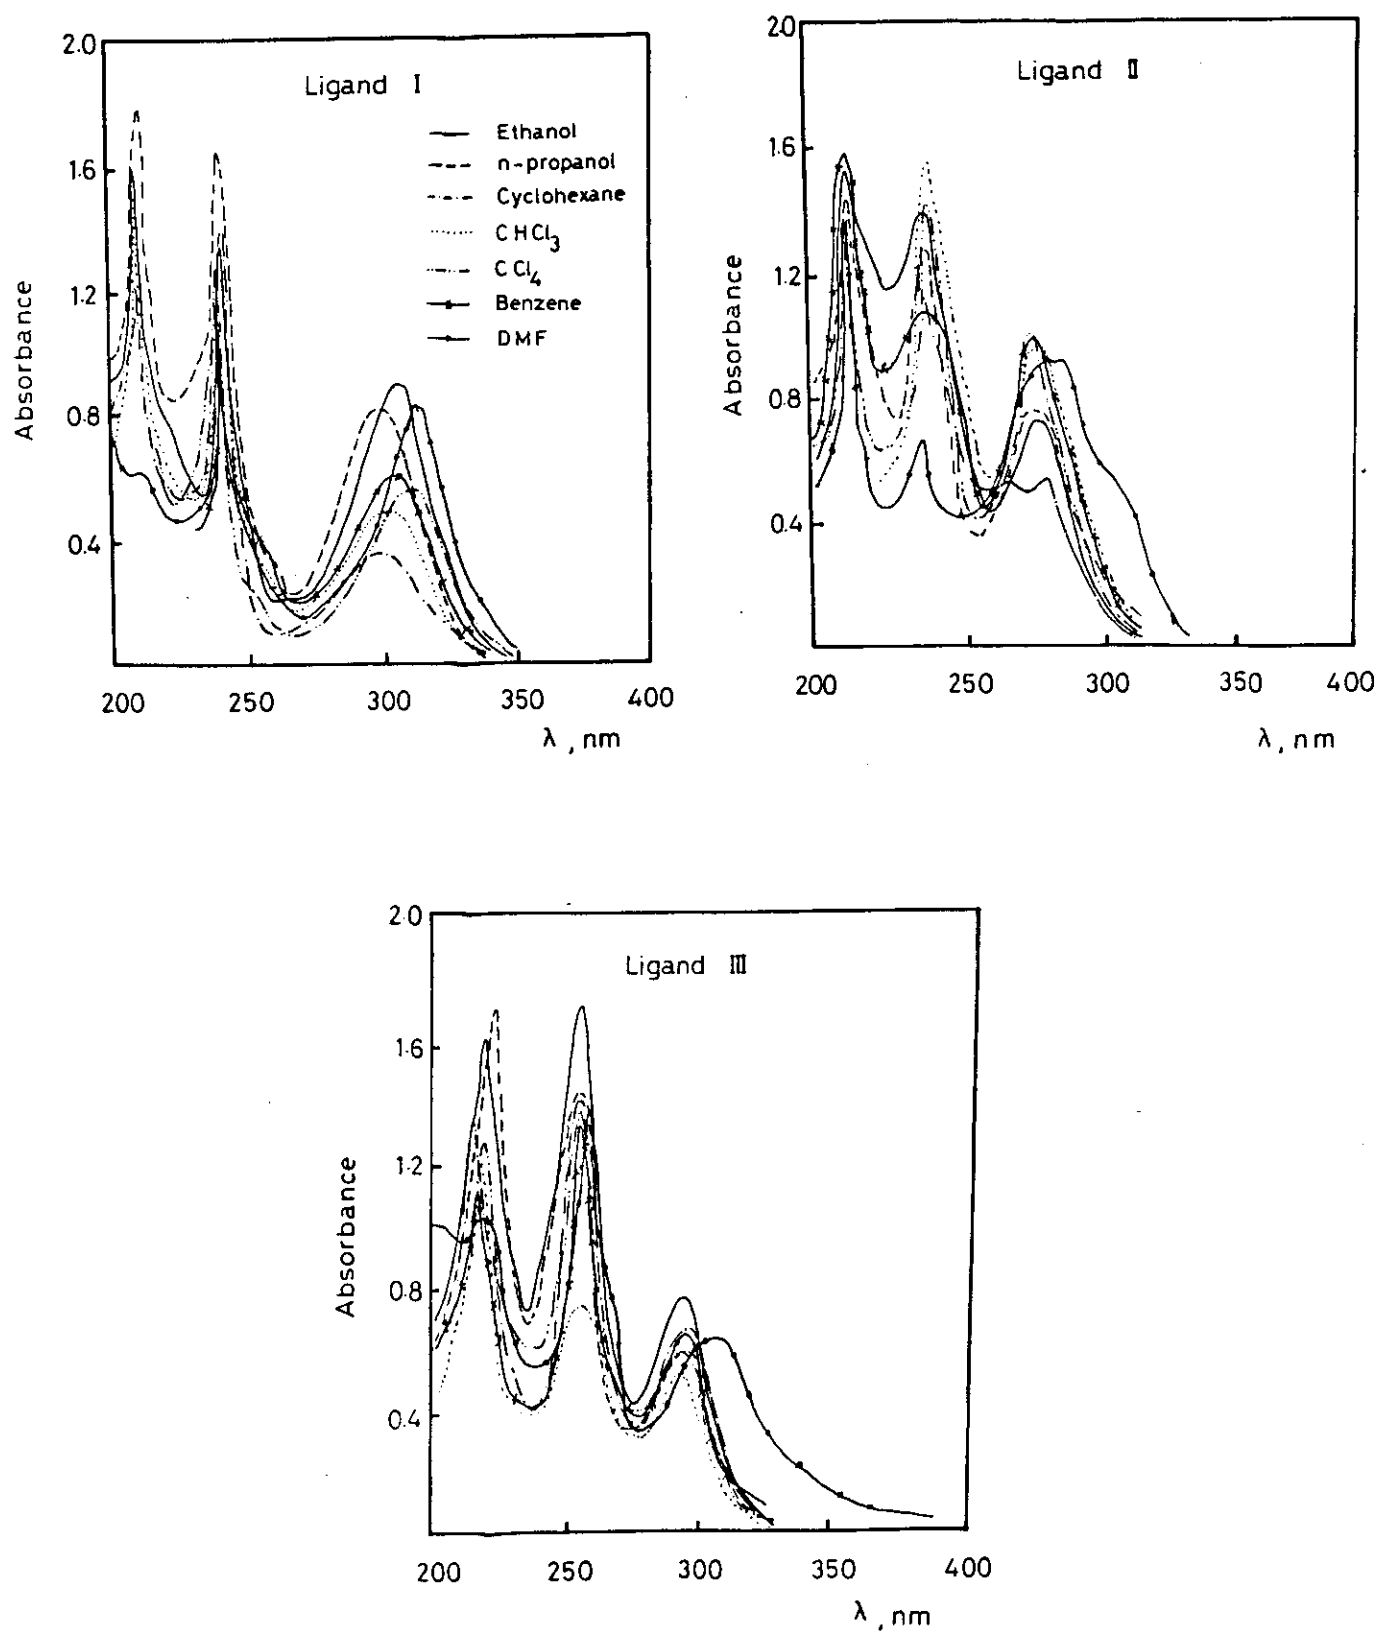 Ligand I
Ethanol
n-propanol
Cyclohexane
CHCl3
CCl4
Benzene
DMF
2.0
1.6
1.2
0.8
0.4
Absorbance
200 250 300 350 400
λ, nm
Ligand II
2.0
1.6
1.2
0.8
0.4
Absorbance
200 250 300 350 400
λ, nm
Ligand III
2.0
1.6
1.2
0.8
0.4
Absorbance
200 250 300 350 400
λ, nm